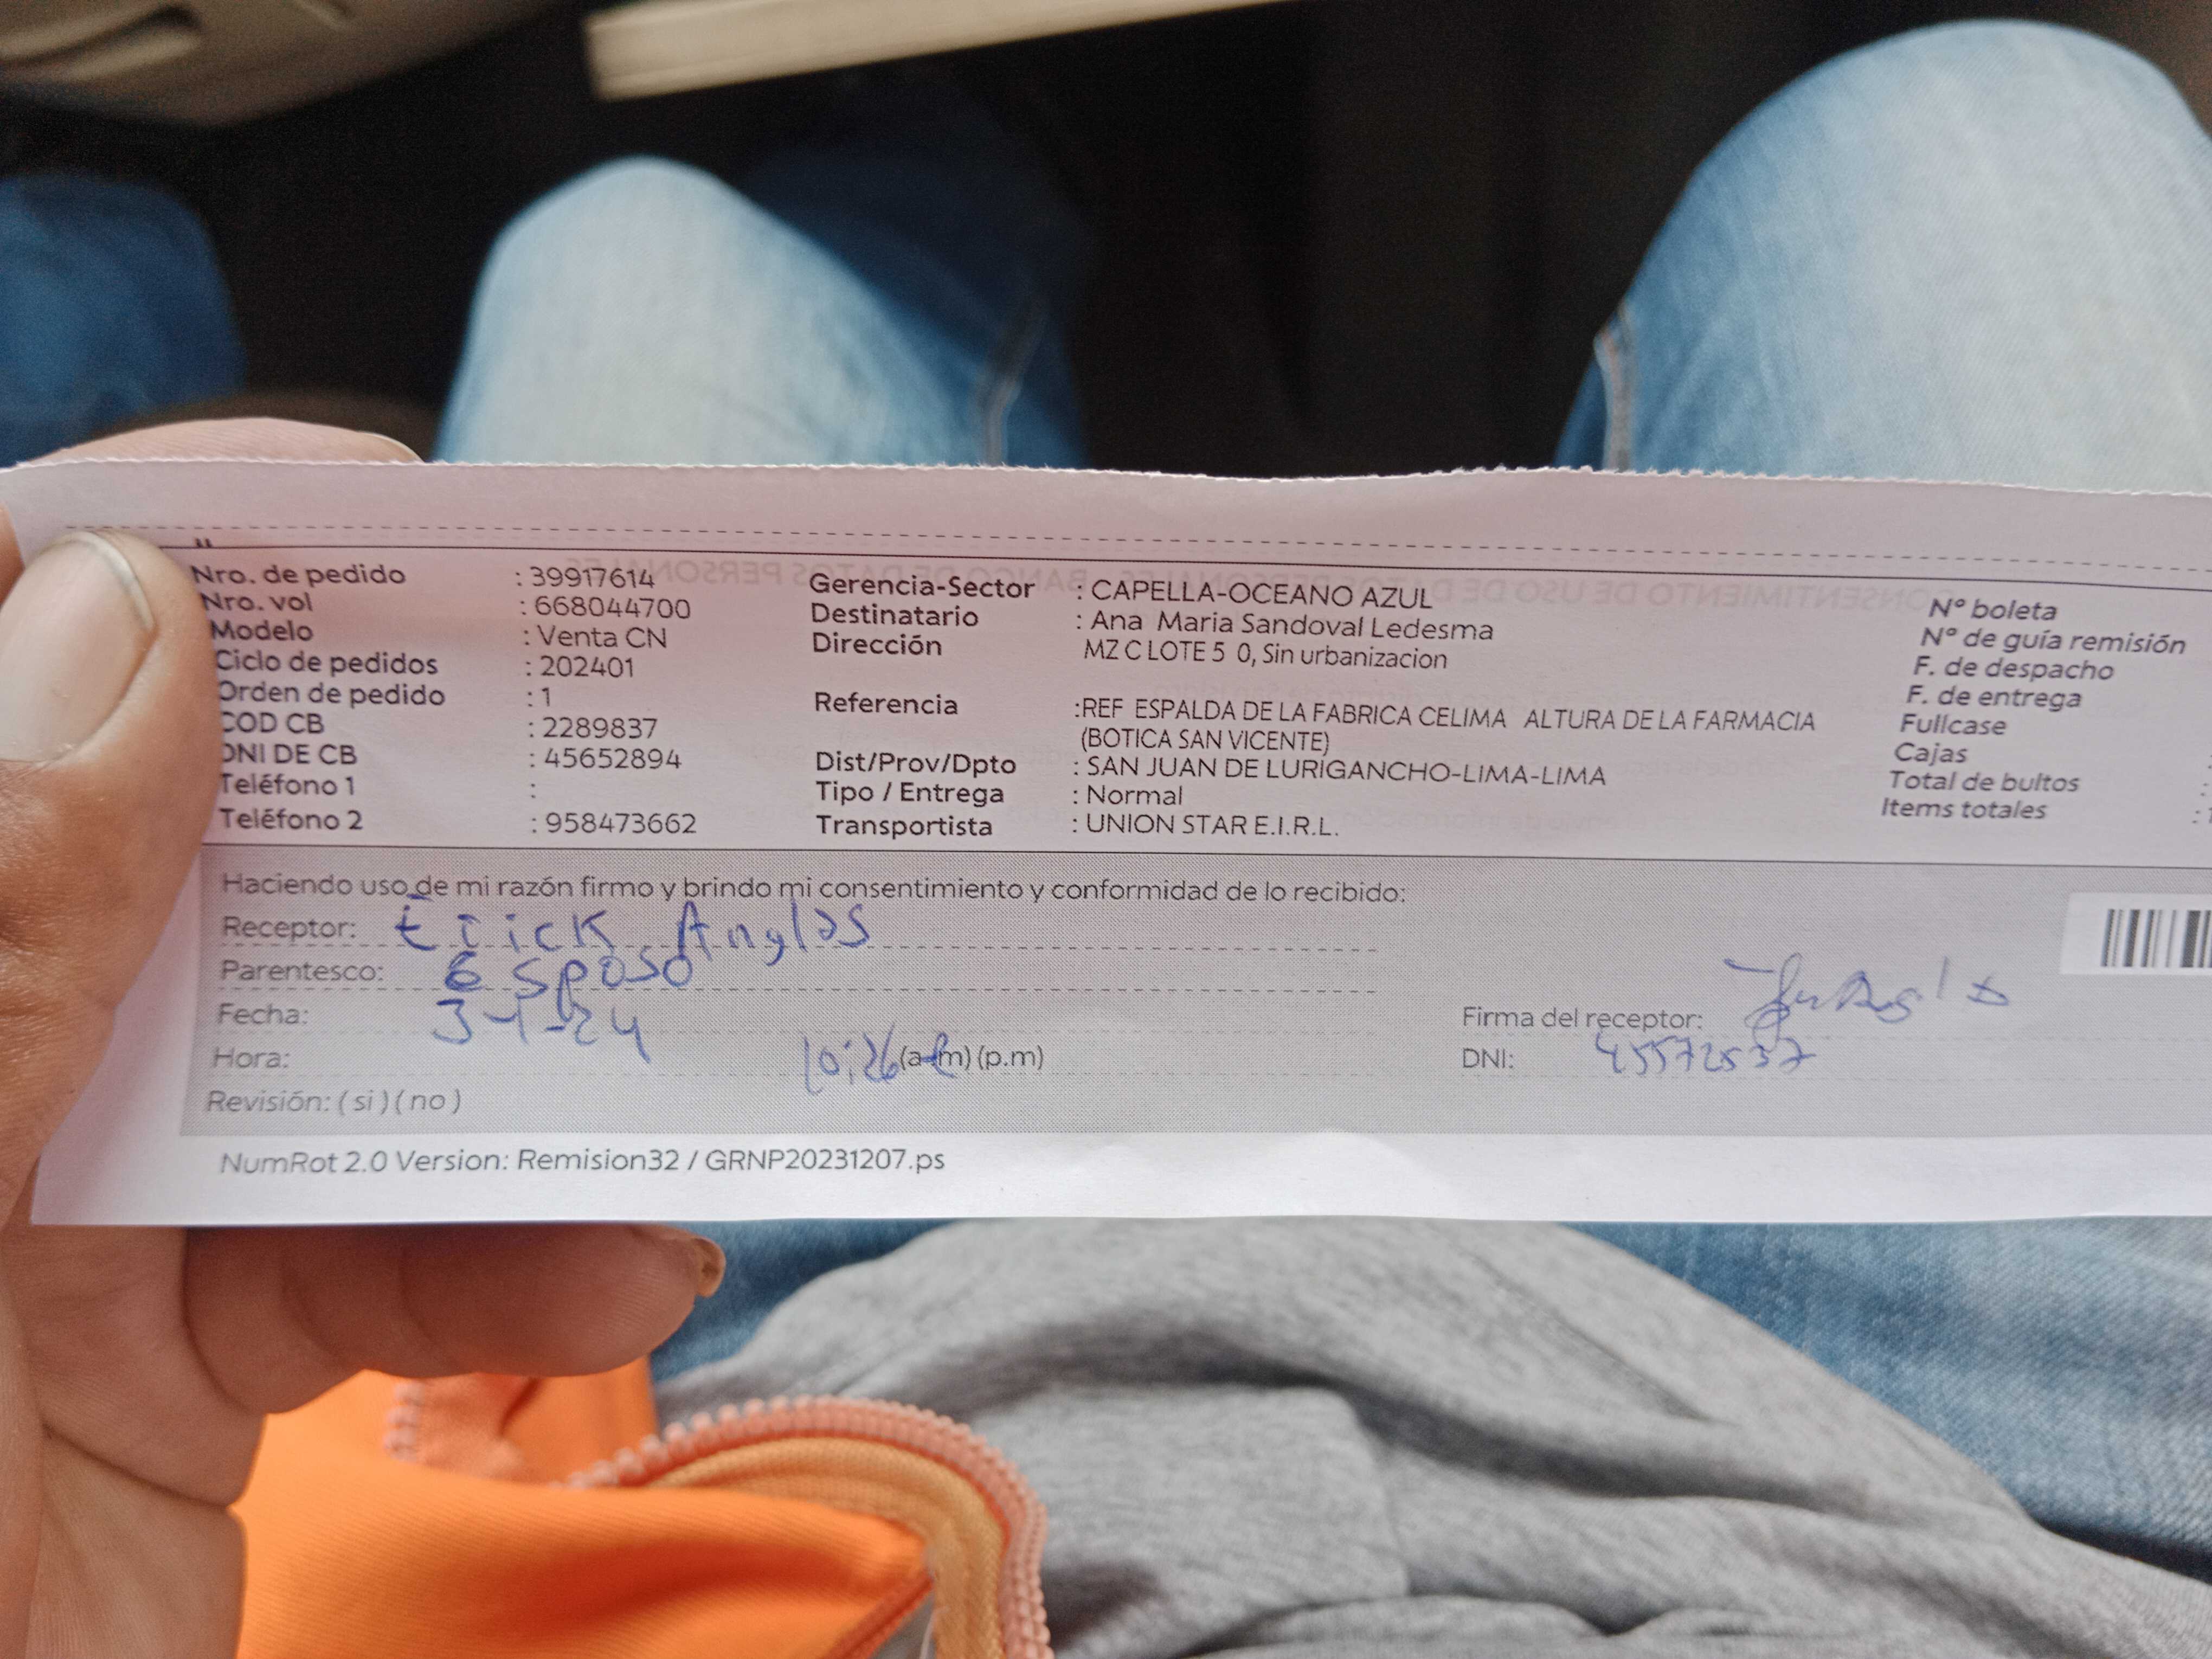 Nro. de pedido : 39917614
Nro. vol : 668044700
Modelo : Venta CN
Ciclo de pedidos : 202401
Orden de pedido : 1
COD CB : 2289837
DNI DE CB : 45652894
Teléfono 1 :
Teléfono 2 : 958473662
Gerencia-Sector : CAPELLA-OCEANO AZUL
Destinatario : Ana Maria Sandoval Ledesma
Dirección MZ C LOTE 5 0, Sin urbanizacion
Referencia :REF ESPALDA DE LA FABRICA CELIMA ALTURA DE LA FARMACIA
(BOTICA SAN VICENTE)
Dist/Prov/Dpto : SAN JUAN DE LURIGANCHO-LIMA-LIMA
Tipo / Entrega : Normal
Transportista : UNION STAR E.I.R.L.
N° boleta
N° de guía remisión
F. de despacho
F. de entrega
Fullcase
Cajas
Total de bultos
Items totales
Haciendo uso de mi razón firmo y brindo mi consentimiento y conformidad de lo recibido:
Receptor: Erick Anglas
Parentesco: Esposo
Fecha: 3-1-24
Hora: 10:26 (a.m) (p.m)
Revisión: ( si ) ( no )
Firma del receptor:
DNI: 45572537
NumRot 2.0 Version: Remision32 / GRNP20231207.ps